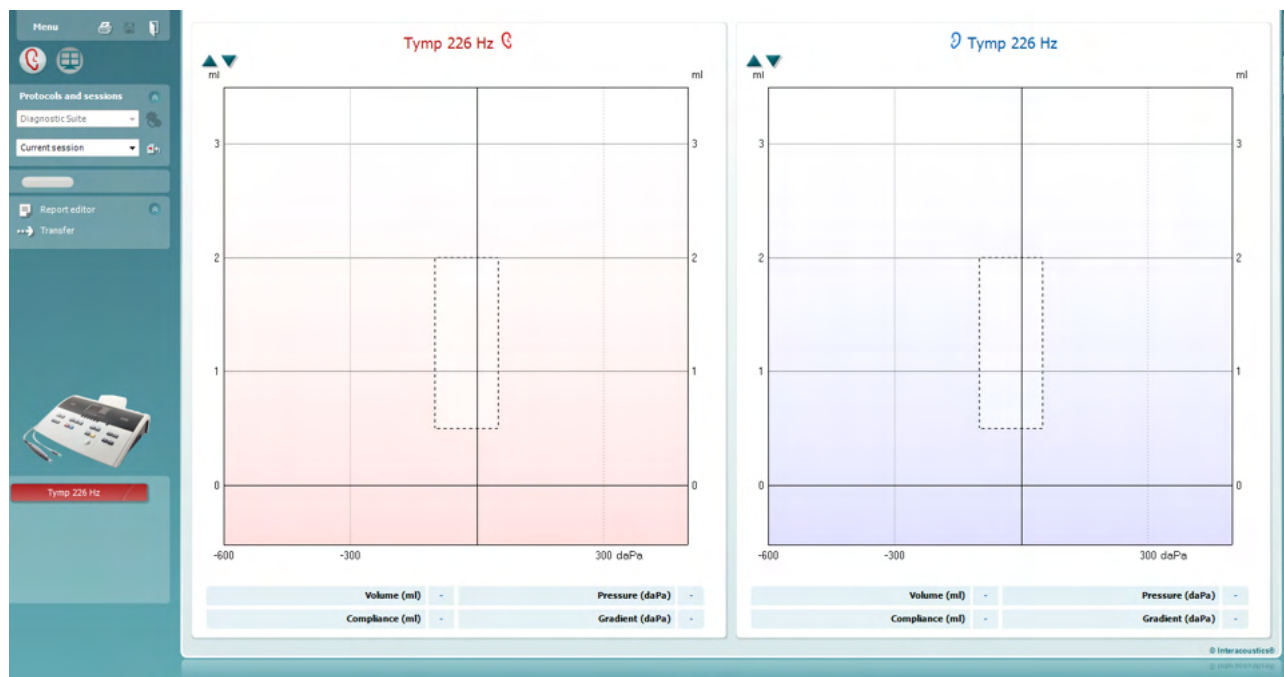 Menu
Protocols and sessions
Diagnostic Suite
Current session
Report editor
Transfer
Tymp 226 Hz
Tymp 226 Hz
ml
ml
3
3
2
2
1
1
0
0
-600
-300
300 daPa
Volume (ml) -
Pressure (daPa) -
Compliance (ml) -
Gradient (daPa) -
Tymp 226 Hz
ml
ml
3
3
2
2
1
1
0
0
-600
-300
300 daPa
Volume (ml) -
Pressure (daPa) -
Compliance (ml) -
Gradient (daPa) -
© Interacoustics®